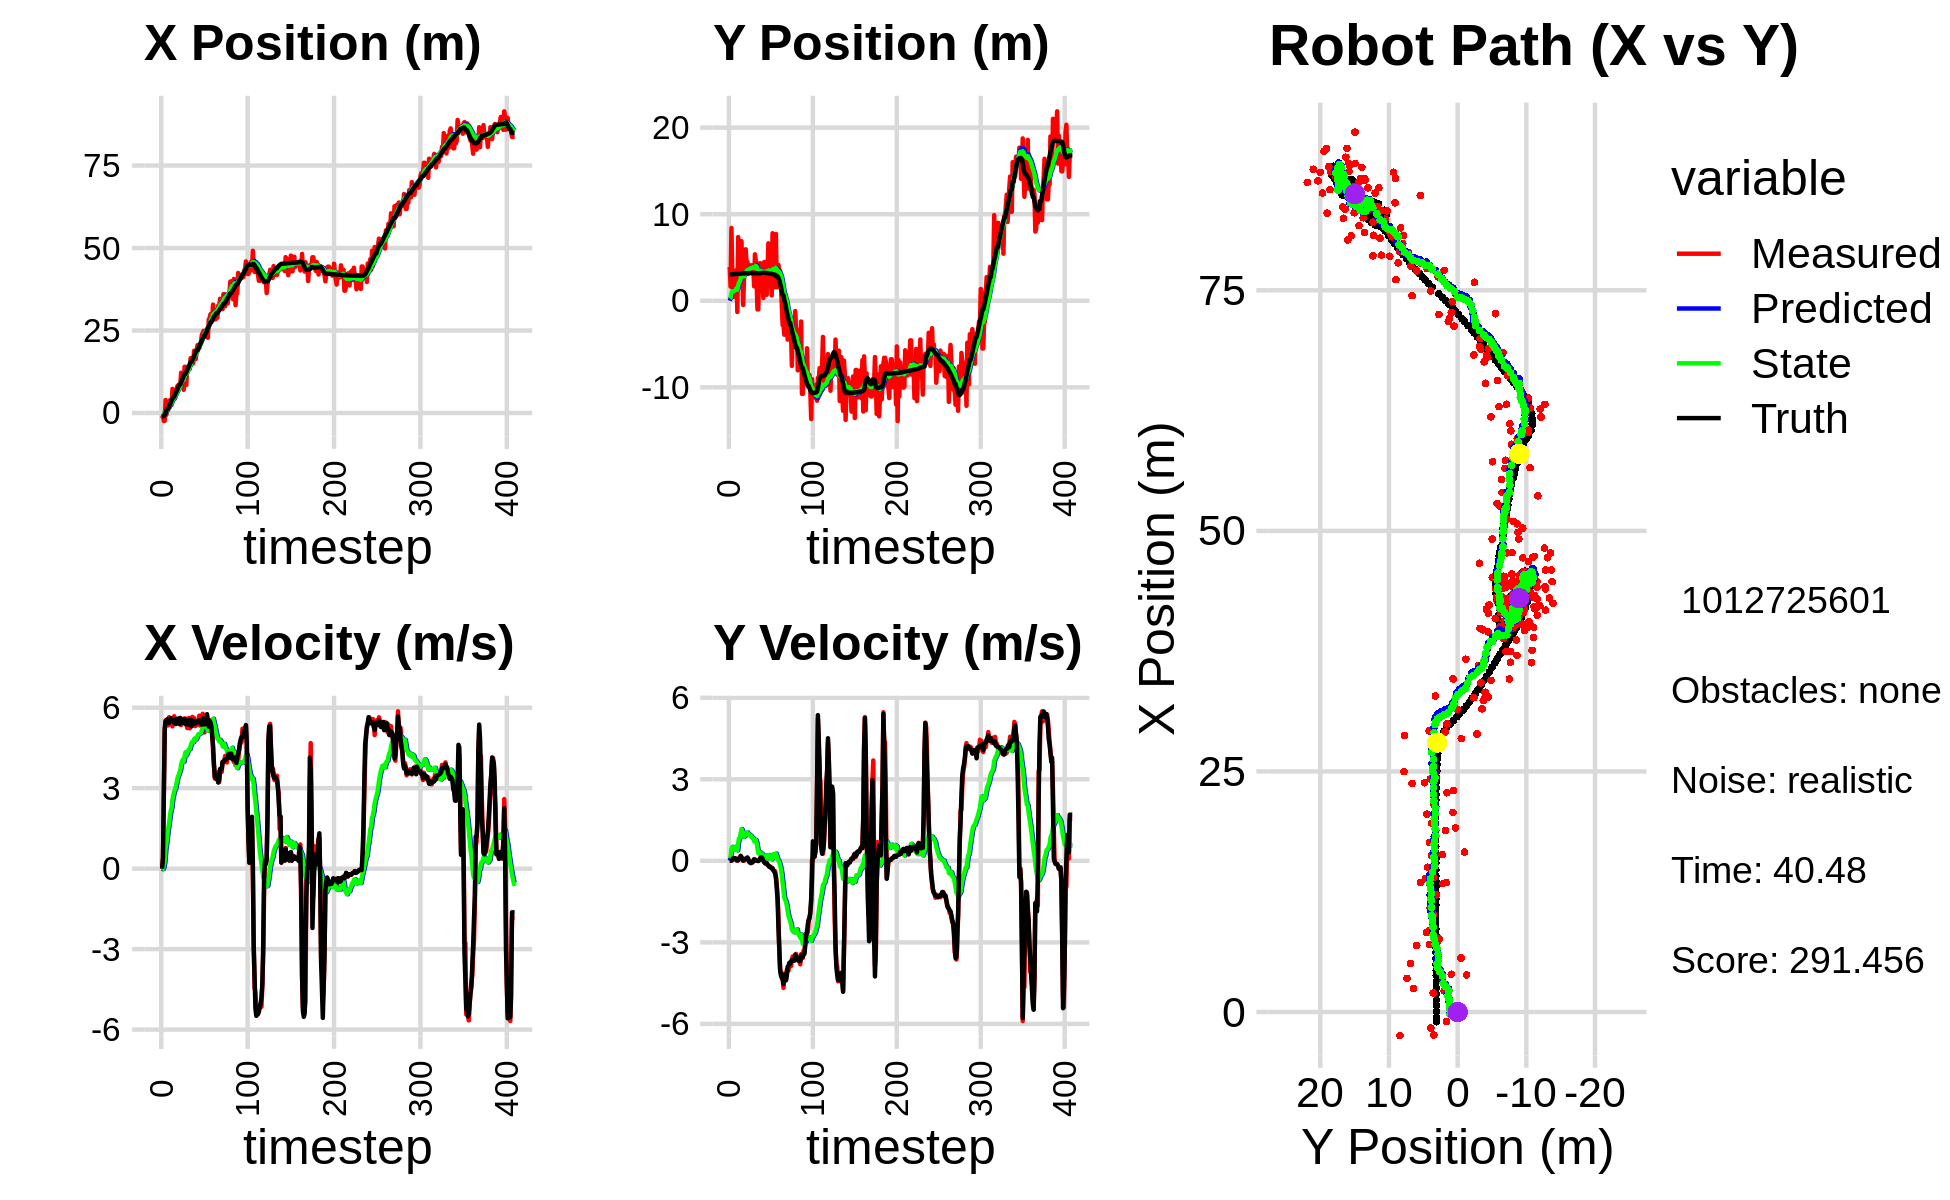 X Position (m)
75
50
25
0
0
100
200
300
400
timestep
Y Position (m)
20
10
0
-10
0
100
200
300
400
timestep
X Velocity (m/s)
6
3
0
-3
-6
0
100
200
300
400
timestep
Y Velocity (m/s)
6
3
0
-3
-6
0
100
200
300
400
timestep
Robot Path (X vs Y)
X Position (m)
75
50
25
0
20 10 0 -10 -20
Y Position (m)
variable
Measured
Predicted
State
Truth
1012725601
Obstacles: none
Noise: realistic
Time: 40.48
Score: 291.456